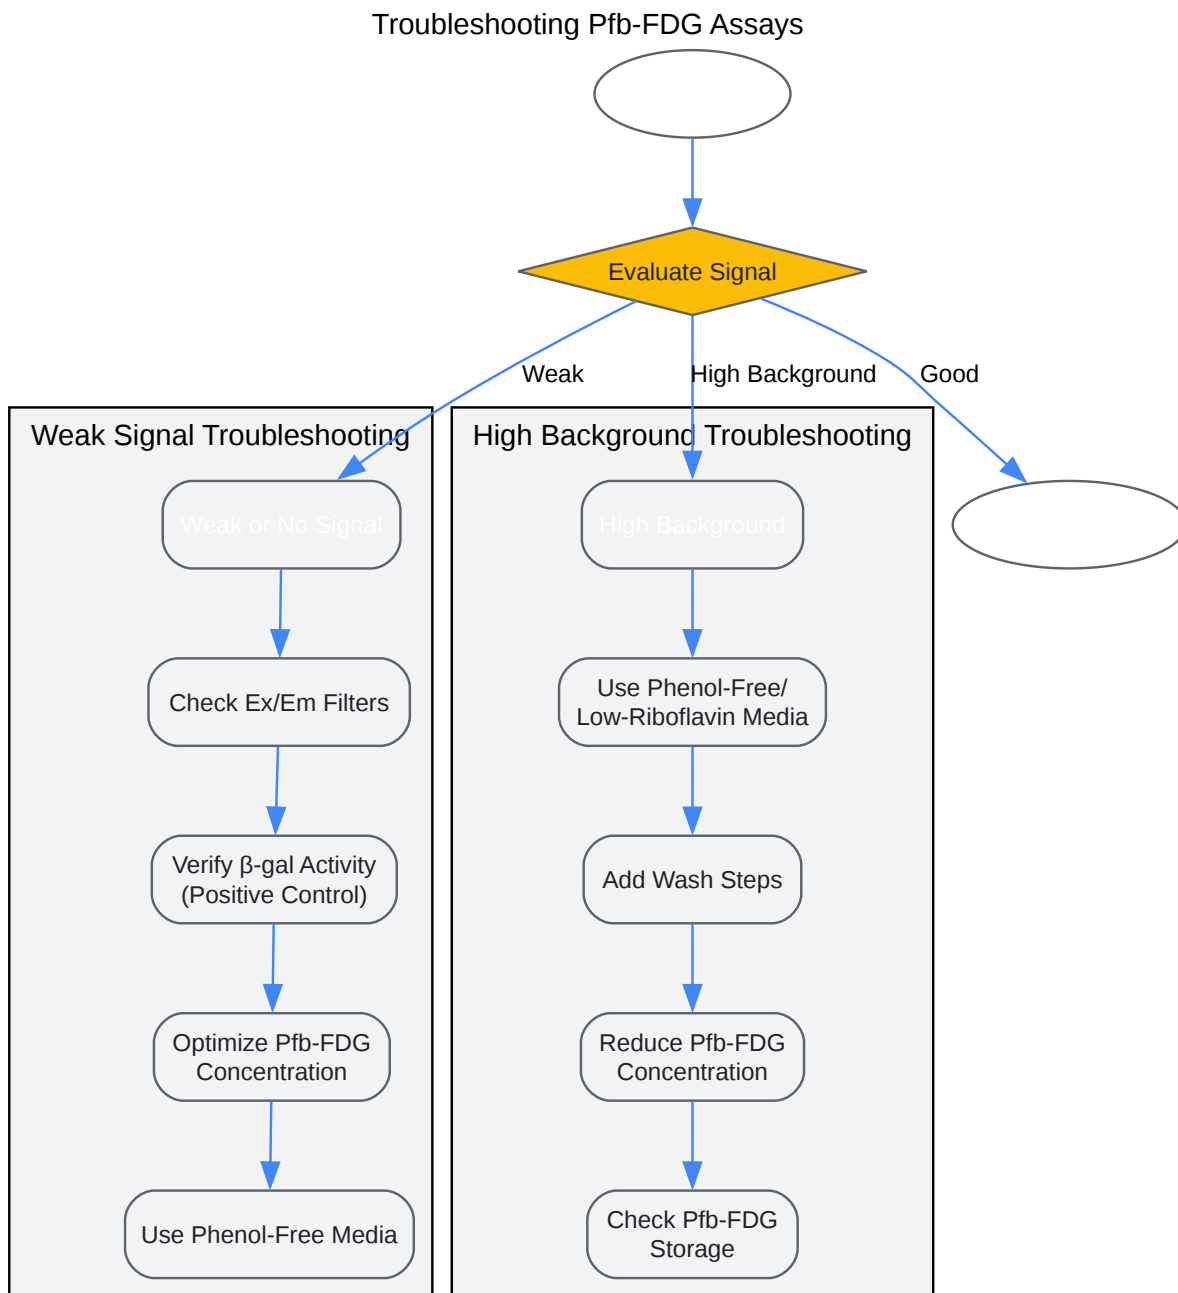 Troubleshooting Pfb-FDG Assays
Evaluate Signal
Weak
High Background
Good
Weak Signal Troubleshooting
High Background Troubleshooting
Weak or No Signal
High Background
Check Ex/Em Filters
Use Phenol-Free/
Low-Riboflavin Media
Verify β-gal Activity
(Positive Control)
Add Wash Steps
Optimize Pfb-FDG
Concentration
Reduce Pfb-FDG
Concentration
Use Phenol-Free Media
Check Pfb-FDG
Storage